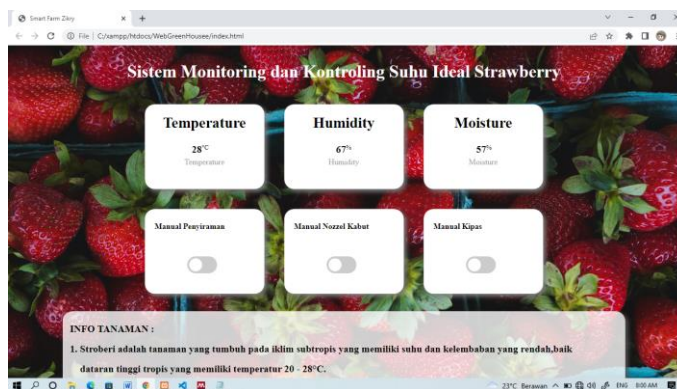 Smart Farm Zikry
File | C:/xampp/htdocs/WebGreenHousee/index.html
Sistem Monitoring dan Kontroling Suhu Ideal Strawberry
Temperature
28°C
Temperature
Humidity
67%
Humidity
Moisture
57%
Moisture
Manual Penyiraman
Manual Nozzel Kabut
Manual Kipas
INFO TANAMAN :
1. Stroberi adalah tanaman yang tumbuh pada iklim subtropis yang memiliki suhu dan kelembaban yang rendah,baik
dataran tinggi tropis yang memiliki temperatur 20 - 28°C.
23°C Berawan
ENG
8:00 AM